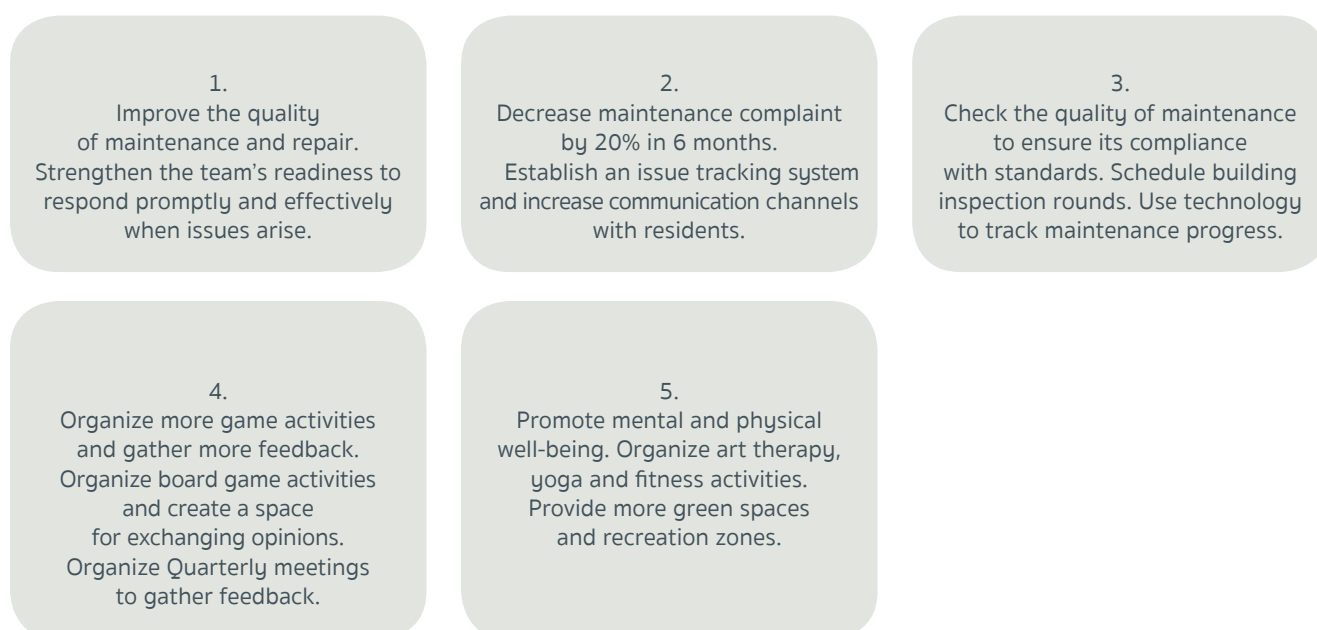 1.
Improve the quality
of maintenance and repair.
Strengthen the team's readiness to
respond promptly and effectively
when issues arise.
2.
Decrease maintenance complaint
by 20% in 6 months.
Establish an issue tracking system
and increase communication channels
with residents.
3.
Check the quality of maintenance
to ensure its compliance
with standards. Schedule building
inspection rounds. Use technology
to track maintenance progress.
4.
Organize more game activities
and gather more feedback.
Organize board game activities
and create a space
for exchanging opinions.
Organize Quarterly meetings
to gather feedback.
5.
Promote mental and physical
well-being. Organize art therapy,
yoga and fitness activities.
Provide more green spaces
and recreation zones.